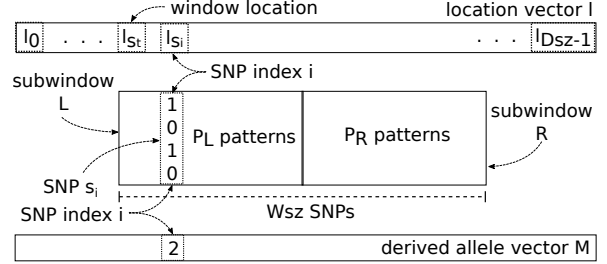 window location
location vector l
l0 . . . lSt lSi . . . lDsz-1
SNP index i
subwindow
L
1
0
1
0
PL patterns
PR patterns
subwindow
R
SNP si
SNP index i
Wsz SNPs
2
derived allele vector M